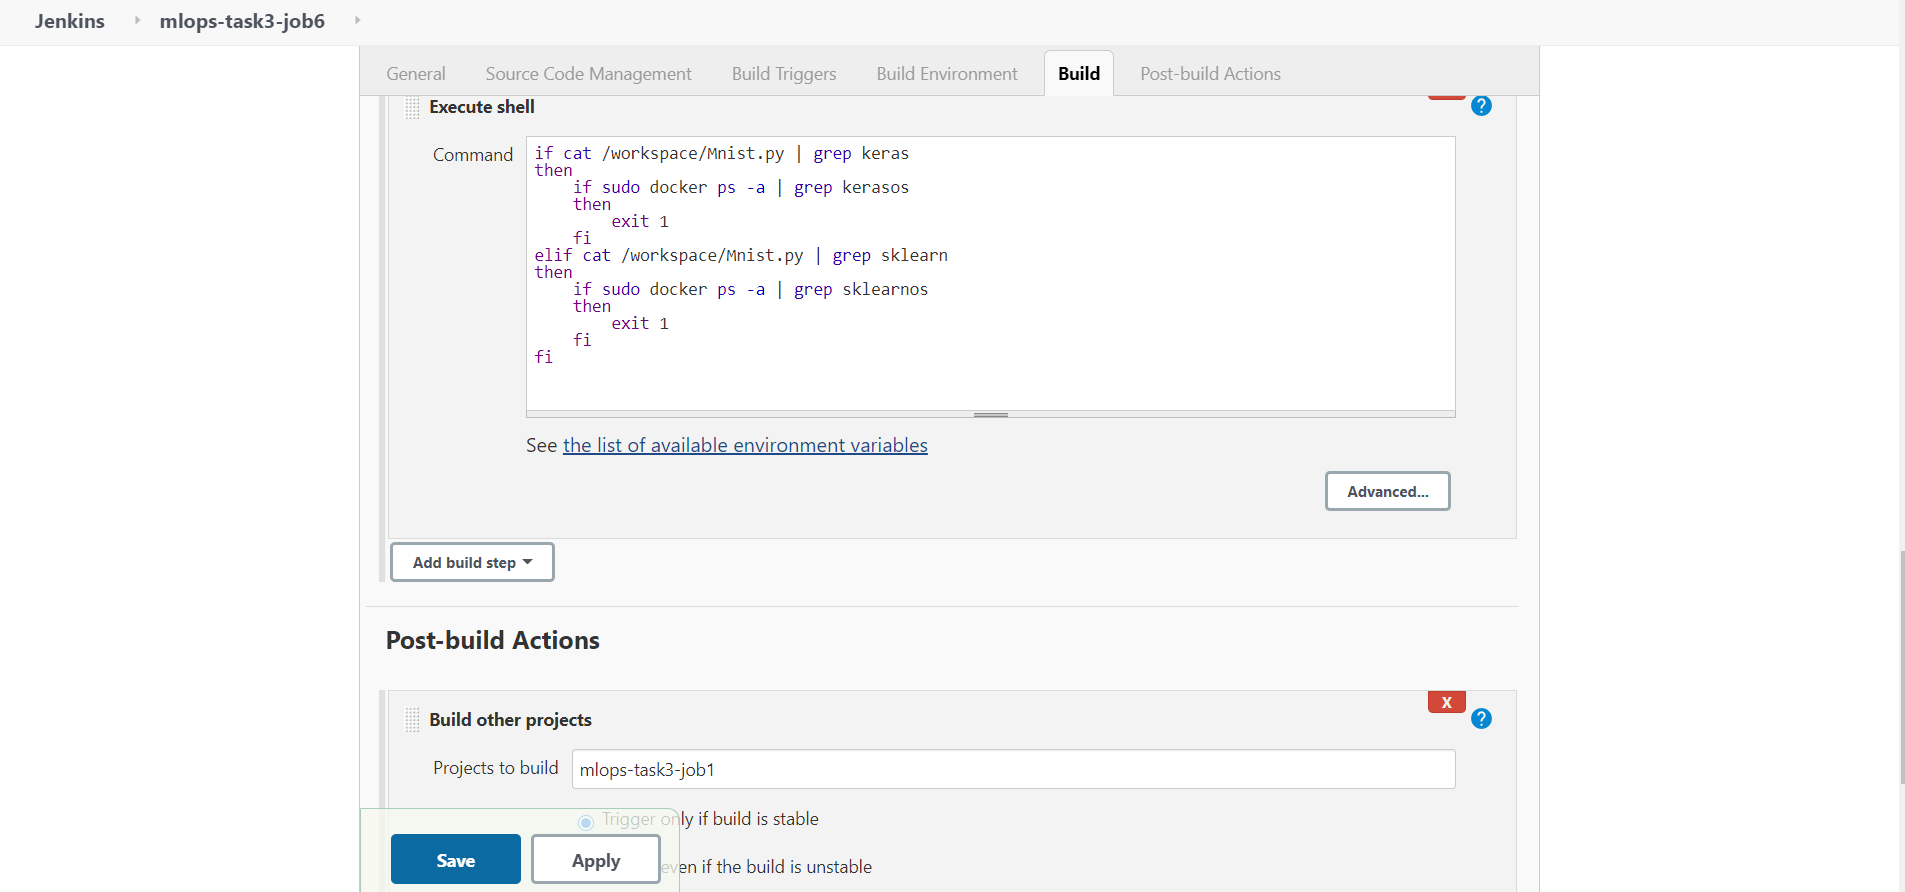 Jenkins mlops-task3-job6
General Source Code Management Build Triggers Build Environment Build Post-build Actions
Execute shell ?
Command
if cat /workspace/Mnist.py | grep keras
then
    if sudo docker ps -a | grep kerasos
    then
        exit 1
    fi
elif cat /workspace/Mnist.py | grep sklearn
then
    if sudo docker ps -a | grep sklearnos
    then
        exit 1
    fi
fi
See the list of available environment variables
Advanced...
Add build step
Post-build Actions
X
Build other projects ?
Projects to build mlops-task3-job1
Trigger only if build is stable
even if the build is unstable
Save Apply